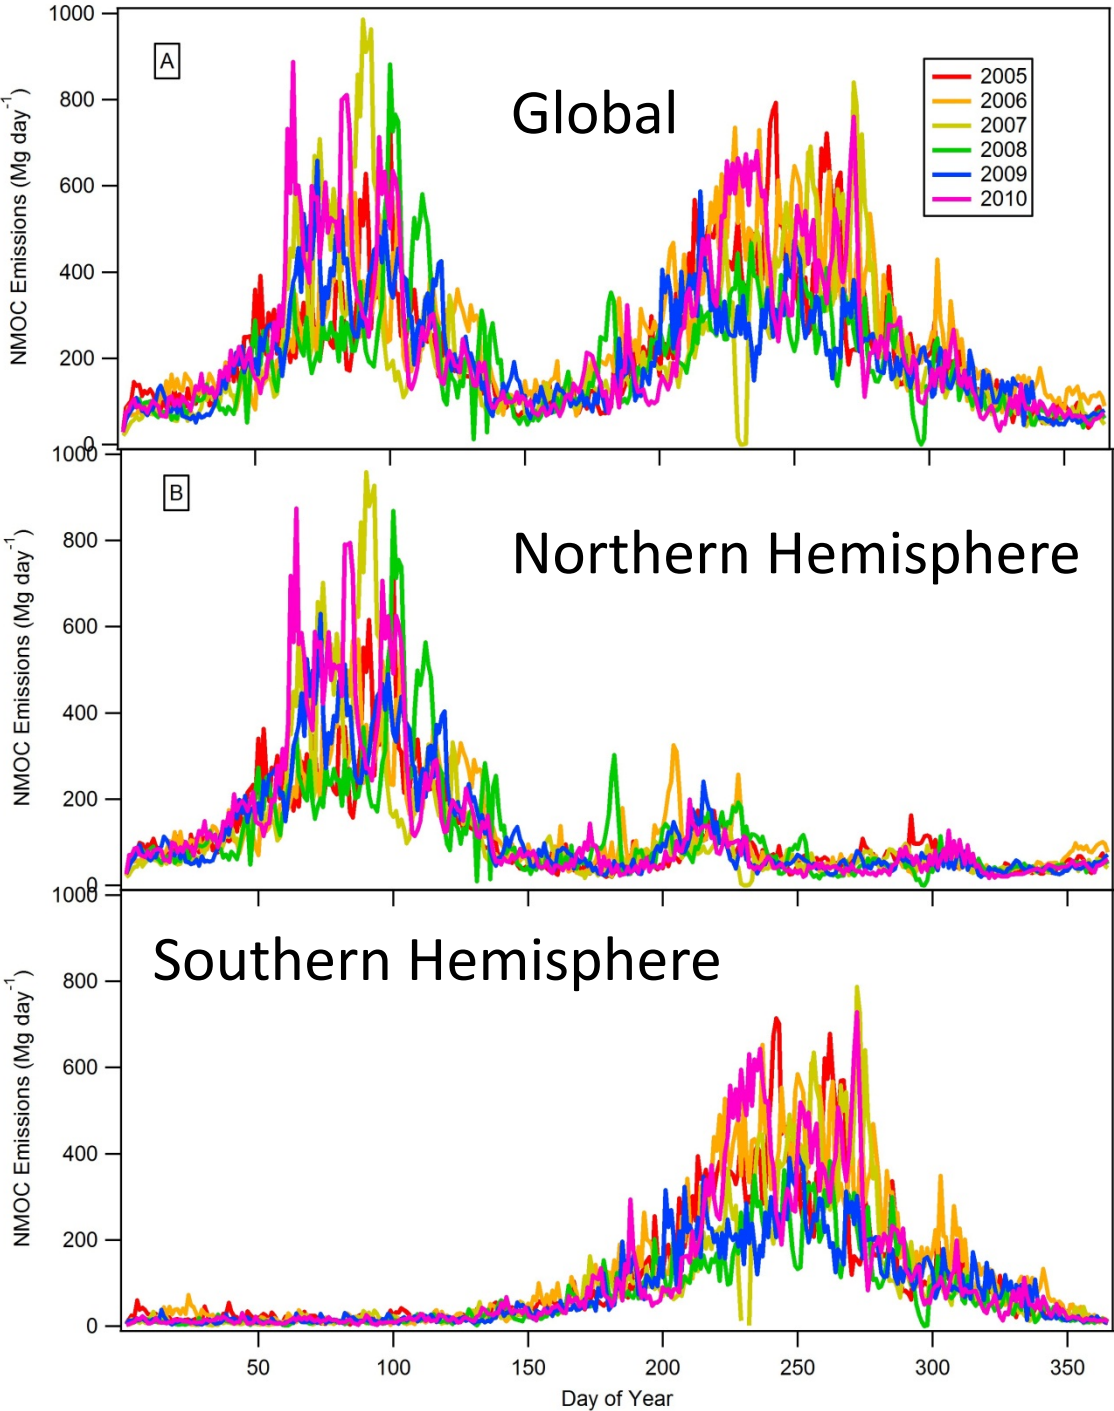 1000
800
600
400
200
0
NMOC Emissions (Mg day-1)
A
Global
2005
2006
2007
2008
2009
2010
1000
800
600
400
200
0
NMOC Emissions (Mg day-1)
B
Northern Hemisphere
1000
800
600
400
200
0
NMOC Emissions (Mg day-1)
Southern Hemisphere
50 100 150 200 250 300 350
Day of Year